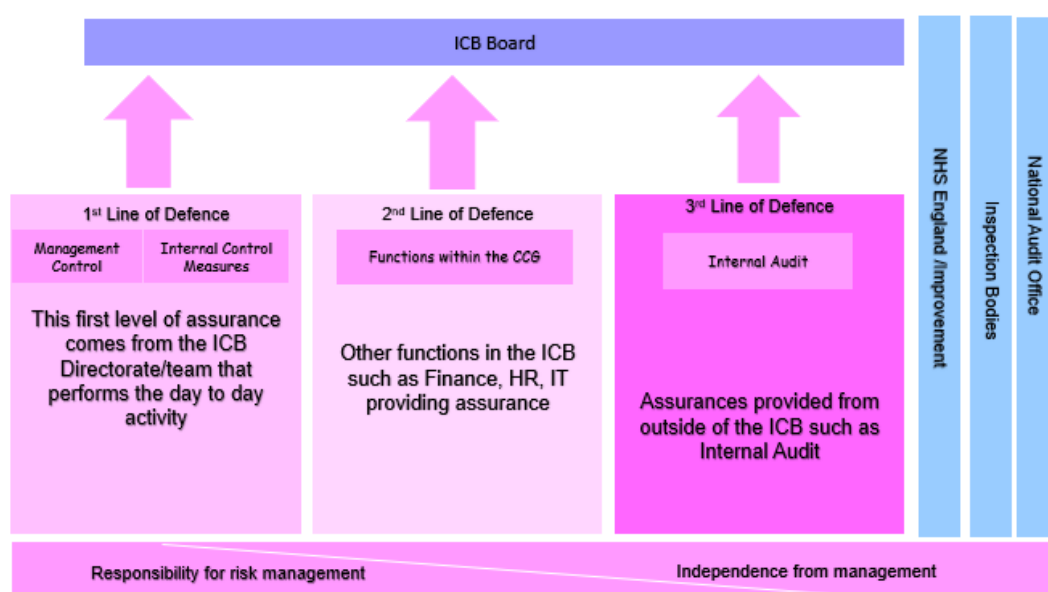 ICB Board
1st Line of Defence
Management
Control
Internal Control
Measures
This first level of assurance
comes from the ICB
Directorate/team that
performs the day to day
activity
2nd Line of Defence
Functions within the CCG
Other functions in the ICB
such as Finance, HR, IT
providing assurance
3rd Line of Defence
Internal Audit
Assurances provided from
outside of the ICB such as
Internal Audit
NHS England /Improvement
Inspection Bodies
National Audit Office
Responsibility for risk management
Independence from management